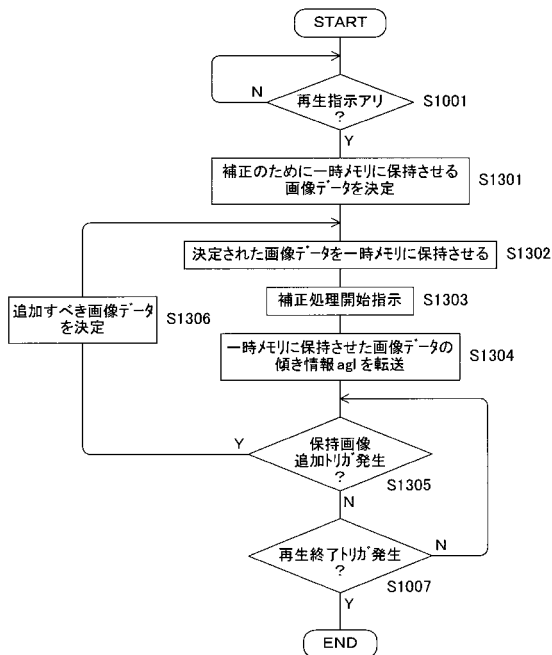 START
再生指示アリ
?
S1001
N
Y
補正のために一時メモリに保持させる
画像データを決定
S1301
決定された画像データを一時メモリに保持させる
S1302
補正処理開始指示
S1303
追加すべき画像データ
を決定
S1306
一時メモリに保持させた画像データの
傾き情報aglを転送
S1304
保持画像
追加トリガ発生
?
S1305
Y
N
再生終了トリガ発生
?
S1007
N
Y
END